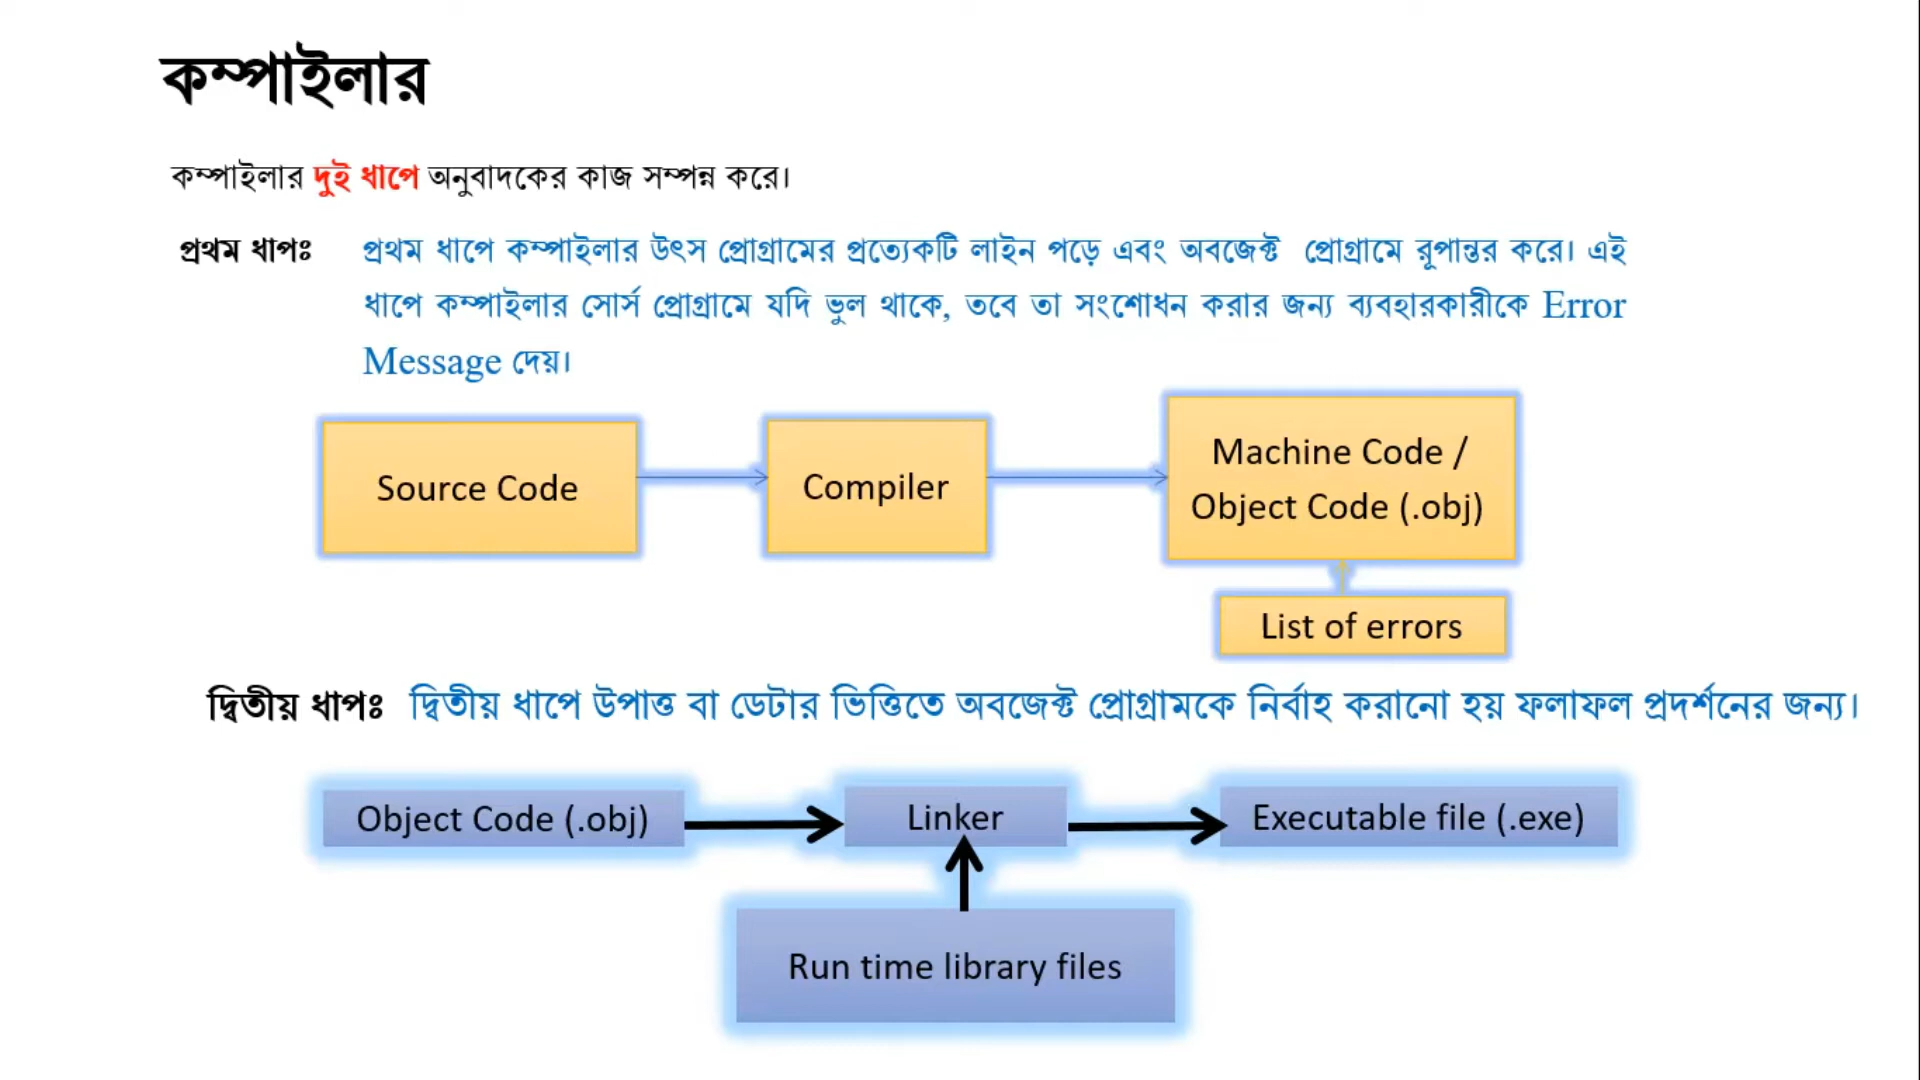 কম্পাইলার
কম্পাইলার দুই ধাপে অনুবাদকের কাজ সম্পন্ন করে।
প্রথম ধাপঃ প্রথম ধাপে কম্পাইলার উৎস প্রোগ্রামের প্রত্যেকটি লাইন পড়ে এবং অবজেক্ট প্রোগ্রামে রূপান্তর করে। এই
ধাপে কম্পাইলার সোর্স প্রোগ্রামে যদি ভুল থাকে, তবে তা সংশোধন করার জন্য ব্যবহারকারীকে Error
Message দেয়।
Source Code
Compiler
Machine Code /
Object Code (.obj)
List of errors
দ্বিতীয় ধাপঃ দ্বিতীয় ধাপে উপাত্ত বা ডেটার ভিত্তিতে অবজেক্ট প্রোগ্রামকে নির্বাহ করানো হয় ফলাফল প্রদর্শনের জন্য।
Object Code (.obj)
Linker
Executable file (.exe)
Run time library files